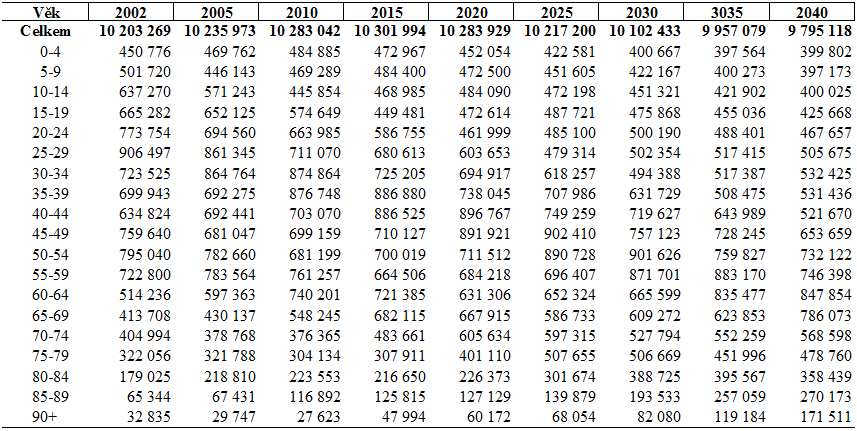 Věk 2002 2005 2010 2015 2020 2025 2030 3035 2040
Celkem 10 203 269 10 235 973 10 283 042 10 301 994 10 283 929 10 217 200 10 102 433 9 957 079 9 795 118
0-4 450 776 469 762 484 885 472 967 452 054 422 581 400 667 397 564 399 802
5-9 501 720 446 143 469 289 484 400 472 500 451 605 422 167 400 273 397 173
10-14 637 270 571 243 445 854 468 985 484 090 472 198 451 321 421 902 400 025
15-19 665 282 652 125 574 649 449 481 472 614 487 721 475 868 455 036 425 668
20-24 773 754 694 560 663 985 586 755 461 999 485 100 500 190 488 401 467 657
25-29 906 497 861 345 711 070 680 613 603 653 479 314 502 354 517 415 505 675
30-34 723 525 864 764 874 864 725 205 694 917 618 257 494 388 517 387 532 425
35-39 699 943 692 275 876 748 886 880 738 045 707 986 631 729 508 475 531 436
40-44 634 824 692 441 703 070 886 525 896 767 749 259 719 627 643 989 521 670
45-49 759 640 681 047 699 159 710 127 891 921 902 410 757 123 728 245 653 659
50-54 795 040 782 660 681 199 700 019 711 512 890 728 901 626 759 827 732 122
55-59 722 800 783 564 761 257 664 506 684 218 696 407 871 701 883 170 746 398
60-64 514 236 597 363 740 201 721 385 631 306 652 324 665 599 835 477 847 854
65-69 413 708 430 137 548 245 682 115 667 915 586 733 609 272 623 853 786 073
70-74 404 994 378 768 376 365 483 661 605 634 597 315 527 794 552 259 568 598
75-79 322 056 321 788 304 134 307 911 401 110 507 655 506 669 451 996 478 760
80-84 179 025 218 810 223 553 216 650 226 373 301 674 388 725 395 567 358 439
85-89 65 344 67 431 116 892 125 815 127 129 139 879 193 533 257 059 270 173
90+ 32 835 29 747 27 623 47 994 60 172 68 054 82 080 119 184 171 511